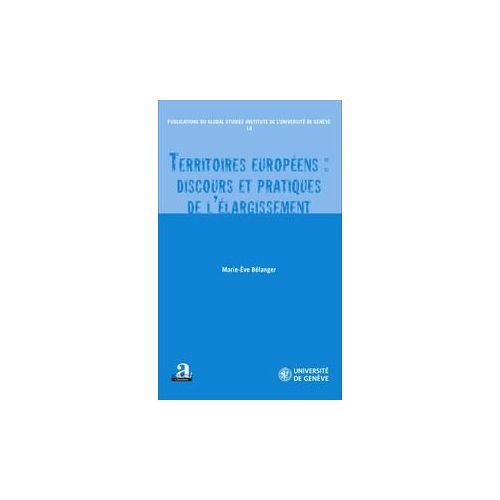 PUBLICATIONS DU GLOBAL STUDIES INSTITUTE DE L'UNIVERSITÉ DE GENÈVE
14
TERRITOIRES EUROPÉENS :
DISCOURS ET PRATIQUES
DE L'ÉLARGISSEMENT
Marie-Ève Bélanger
a
UNIVERSITÉ
DE GENÈVE